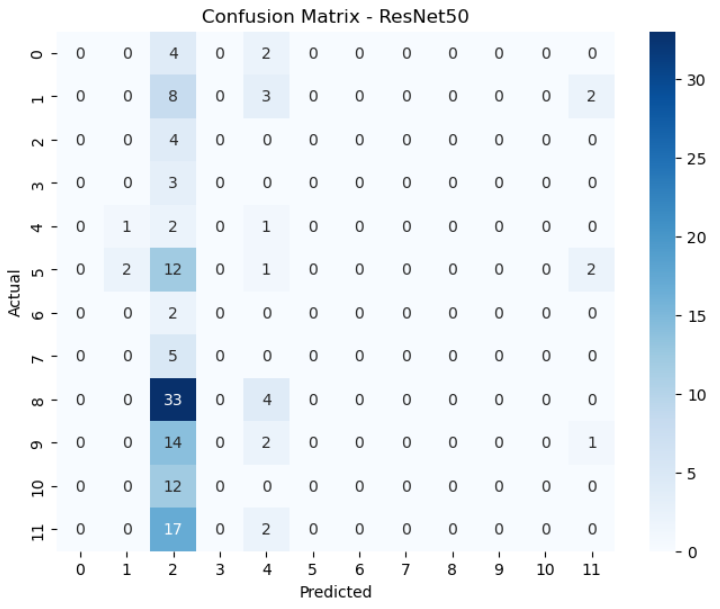 Confusion Matrix - ResNet50
0 0 0 4 0 2 0 0 0 0 0 0 0
1 0 0 8 0 3 0 0 0 0 0 0 2
2 0 0 4 0 0 0 0 0 0 0 0 0
3 0 0 3 0 0 0 0 0 0 0 0 0
4 0 1 2 0 1 0 0 0 0 0 0 0
5 0 2 12 0 1 0 0 0 0 0 0 2
6 0 0 2 0 0 0 0 0 0 0 0 0
7 0 0 5 0 0 0 0 0 0 0 0 0
8 0 0 33 0 4 0 0 0 0 0 0 0
9 0 0 14 0 2 0 0 0 0 0 0 1
10 0 0 12 0 0 0 0 0 0 0 0 0
11 0 0 17 0 2 0 0 0 0 0 0 0
0 1 2 3 4 5 6 7 8 9 10 11
Predicted
Actual
30
25
20
15
10
5
0